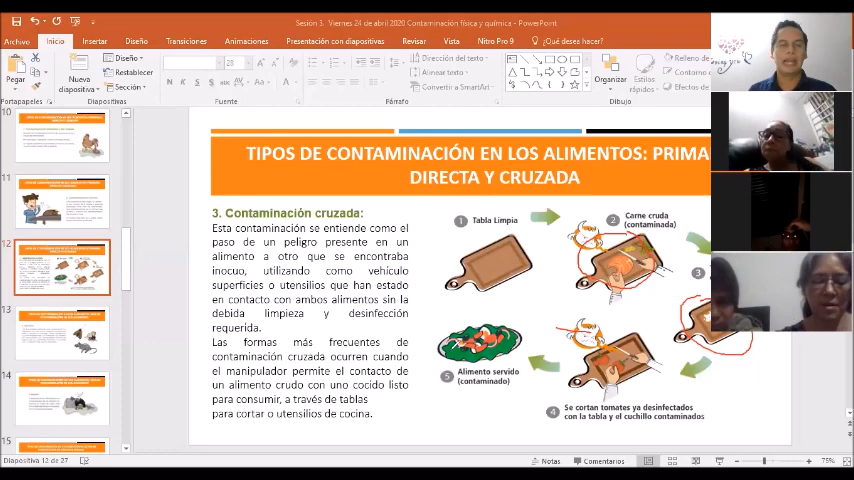 Sesión 3. Viernes 24 de abril 2020 Contaminación física y química - PowerPoint
Archivo Inicio Insertar Diseño Transiciones Animaciones Presentación con diapositivas Revisar Vista Nitro Pro 9 ¿Qué desea hacer?
Pegar
Nueva
diapositiva
Diseño
Restablecer
Sección
28
N K S
Aa
A
Dirección del texto
Alinear texto
Convertir a SmartArt
Organizar
Estilos
rápidos
Relleno de
Contorno
Efectos de
Portapapeles
Diapositivas
Fuente
Párrafo
Dibujo
10
11
12
13
14
15
TIPOS DE CONTAMINACIÓN EN LOS ALIMENTOS: PRIMA
DIRECTA Y CRUZADA
3. Contaminación cruzada:
Esta contaminación se entiende como el
paso de un peligro presente en un
alimento a otro que se encontraba
inocuo, utilizando como vehículo
superficies o utensilios que han estado
en contacto con ambos alimentos sin la
debida limpieza y desinfección
requerida.
Las formas más frecuentes de
contaminación cruzada ocurren cuando
el manipulador permite el contacto de
un alimento crudo con uno cocido listo
para consumir, a través de tablas
para cortar o utensilios de cocina.
1 Tabla Limpia
2 Carne cruda
(contaminada)
3
5 Alimento servido
(contaminado)
4 Se cortan tomates ya desinfectados
con la tabla y el cuchillo contaminados
Diapositiva 12 de 27
Notas
Comentarios
75%